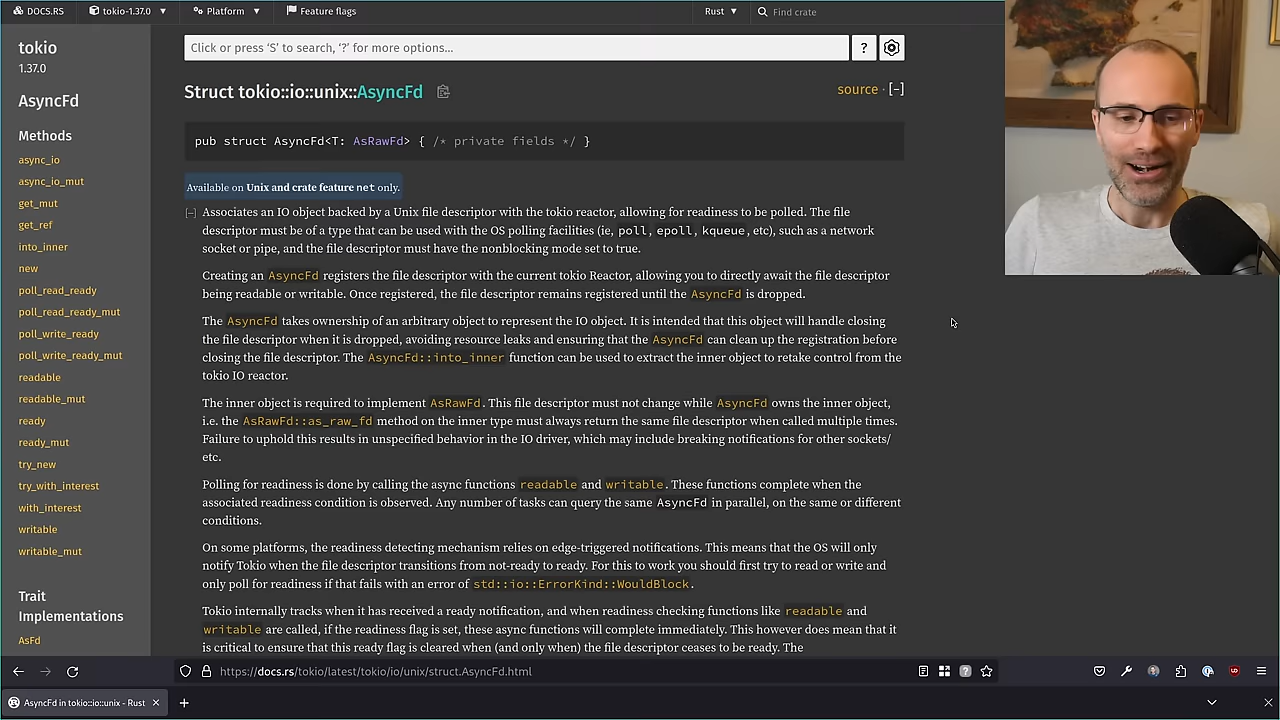 DOCS.RS tokio-1.37.0 Platform Feature flags Rust Find crate
tokio
1.37.0
AsyncFd
Methods
async_io
async_io_mut
get_mut
get_ref
into_inner
new
poll_read_ready
poll_read_ready_mut
poll_write_ready
poll_write_ready_mut
readable
readable_mut
ready
ready_mut
try_new
try_with_interest
with_interest
writable
writable_mut
Trait
Implementations
AsFd
Click or press ‘S’ to search, ‘?’ for more options…
?
Struct tokio::io::unix::AsyncFd
source · [−]
pub struct AsyncFd<T: AsRawFd> { /* private fields */ }
Available on Unix and crate feature net only.
[−] Associates an IO object backed by a Unix file descriptor with the tokio reactor, allowing for readiness to be polled. The file
descriptor must be of a type that can be used with the OS polling facilities (ie, poll, epoll, kqueue, etc), such as a network
socket or pipe, and the file descriptor must have the nonblocking mode set to true.
Creating an AsyncFd registers the file descriptor with the current tokio Reactor, allowing you to directly await the file descriptor
being readable or writable. Once registered, the file descriptor remains registered until the AsyncFd is dropped.
The AsyncFd takes ownership of an arbitrary object to represent the IO object. It is intended that this object will handle closing
the file descriptor when it is dropped, avoiding resource leaks and ensuring that the AsyncFd can clean up the registration before
closing the file descriptor. The AsyncFd::into_inner function can be used to extract the inner object to retake control from the
tokio IO reactor.
The inner object is required to implement AsRawFd. This file descriptor must not change while AsyncFd owns the inner object,
i.e. the AsRawFd::as_raw_fd method on the inner type must always return the same file descriptor when called multiple times.
Failure to uphold this results in unspecified behavior in the IO driver, which may include breaking notifications for other sockets/
etc.
Polling for readiness is done by calling the async functions readable and writable. These functions complete when the
associated readiness condition is observed. Any number of tasks can query the same AsyncFd in parallel, on the same or different
conditions.
On some platforms, the readiness detecting mechanism relies on edge-triggered notifications. This means that the OS will only
notify Tokio when the file descriptor transitions from not-ready to ready. For this to work you should first try to read or write and
only poll for readiness if that fails with an error of std::io::ErrorKind::WouldBlock.
Tokio internally tracks when it has received a ready notification, and when readiness checking functions like readable and
writable are called, if the readiness flag is set, these async functions will complete immediately. This however does mean that it
is critical to ensure that this ready flag is cleared when (and only when) the file descriptor ceases to be ready. The
https://docs.rs/tokio/latest/tokio/io/unix/struct.AsyncFd.html
AsyncFd in tokio::io::unix - Rust